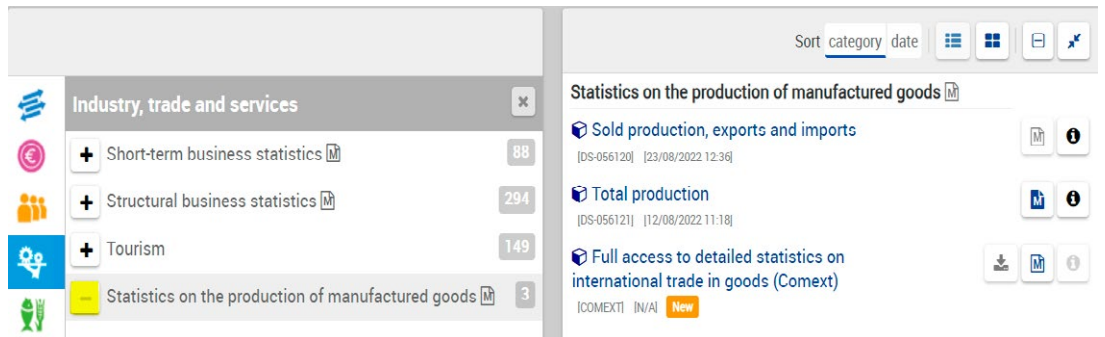 Sort category date
Industry, trade and services
Short-term business statistics 88
Structural business statistics 294
Tourism 149
Statistics on the production of manufactured goods 3
Statistics on the production of manufactured goods
Sold production, exports and imports
|DS-056120| |23/08/2022 12:36|
Total production
|DS-056121| |12/08/2022 11:18|
Full access to detailed statistics on
international trade in goods (Comext)
|COMEXT| |N/A| New